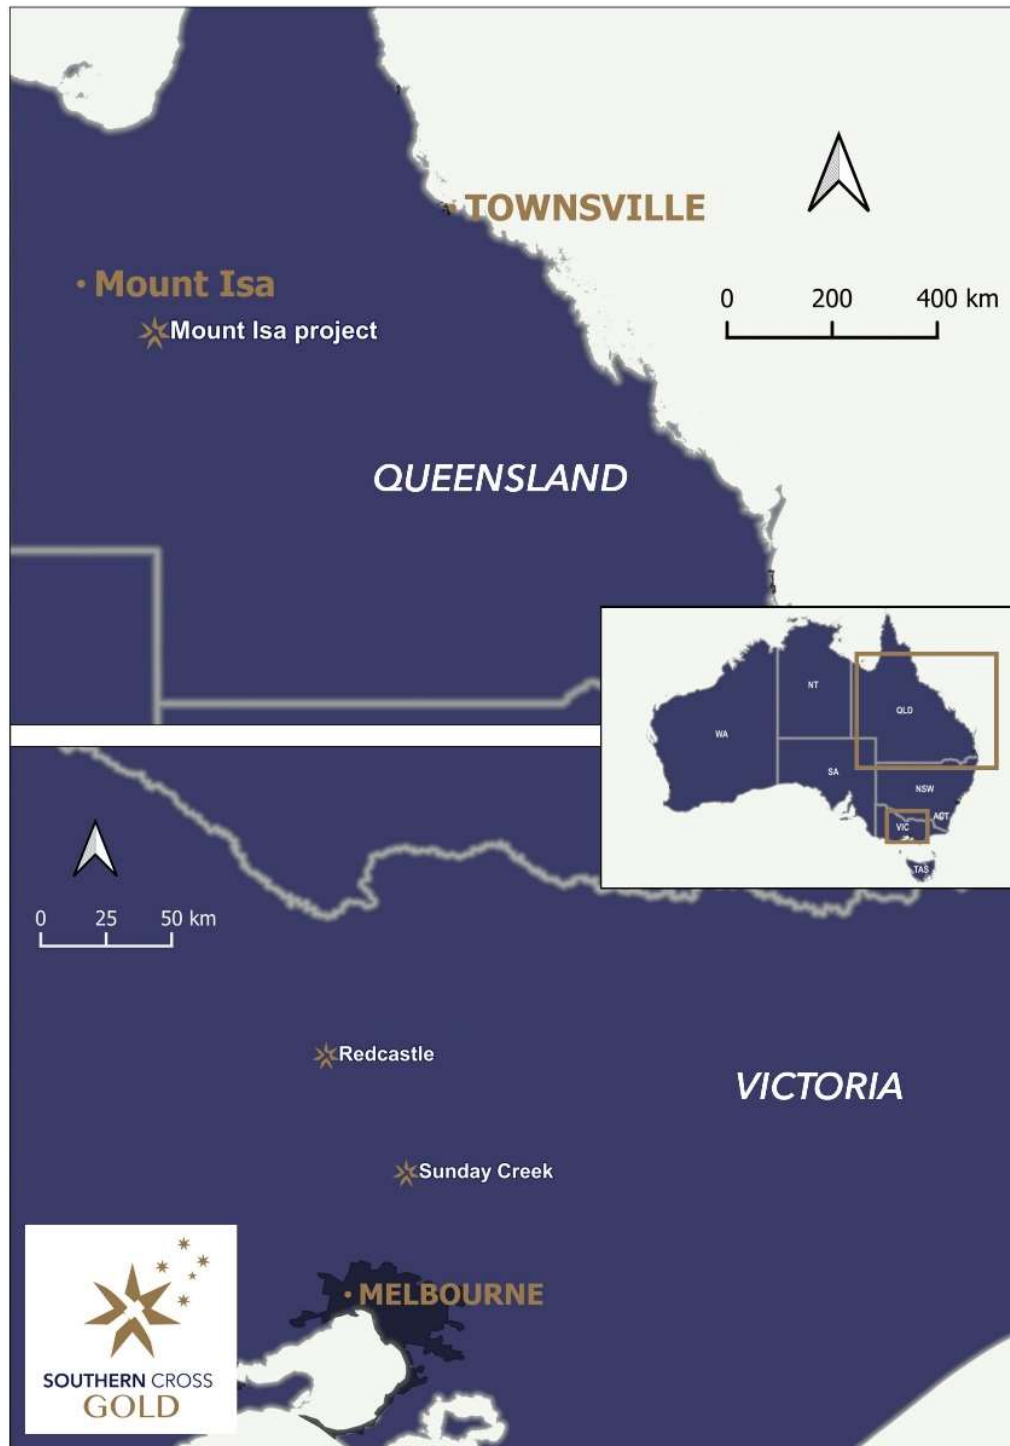 TOWNSVILLE
Mount Isa
0 200 400 km
Mount Isa project
QUEENSLAND
NT
QLD
WA
SA
NSW
ACT
VIC
TAS
0 25 50 km
Redcastle
VICTORIA
Sunday Creek
MELBOURNE
SOUTHERN CROSS
GOLD